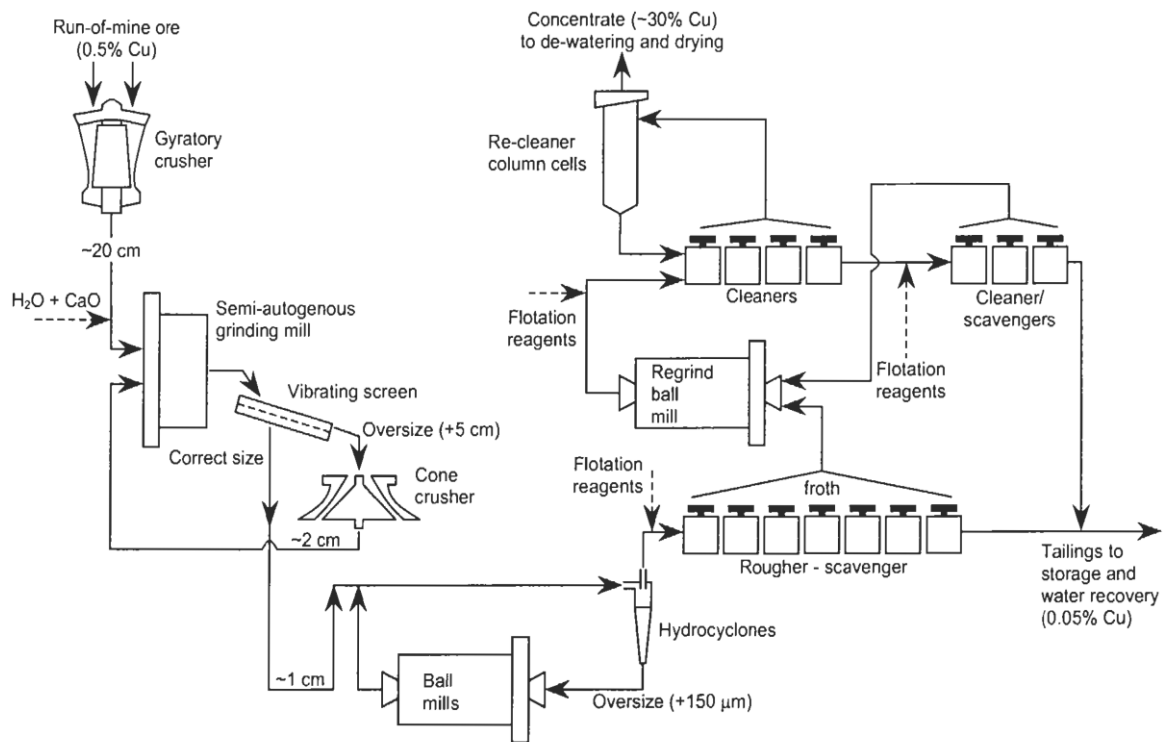 Run-of-mine ore
(0.5% Cu)
Gyratory
crusher
~20 cm
H₂O + CaO
Semi-autogenous
grinding mill
Vibrating screen
Oversize (+5 cm)
Correct size
Cone
crusher
~2 cm
~1 cm
Ball
mills
Oversize (+150 μm)
Hydrocyclones
Flotation
reagents
froth
Rougher - scavenger
Tailings to
storage and
water recovery
(0.05% Cu)
Regrind
ball
mill
Flotation
reagents
Flotation
reagents
Cleaners
Cleaner/
scavengers
Re-cleaner
column cells
Concentrate (~30% Cu)
to de-watering and drying